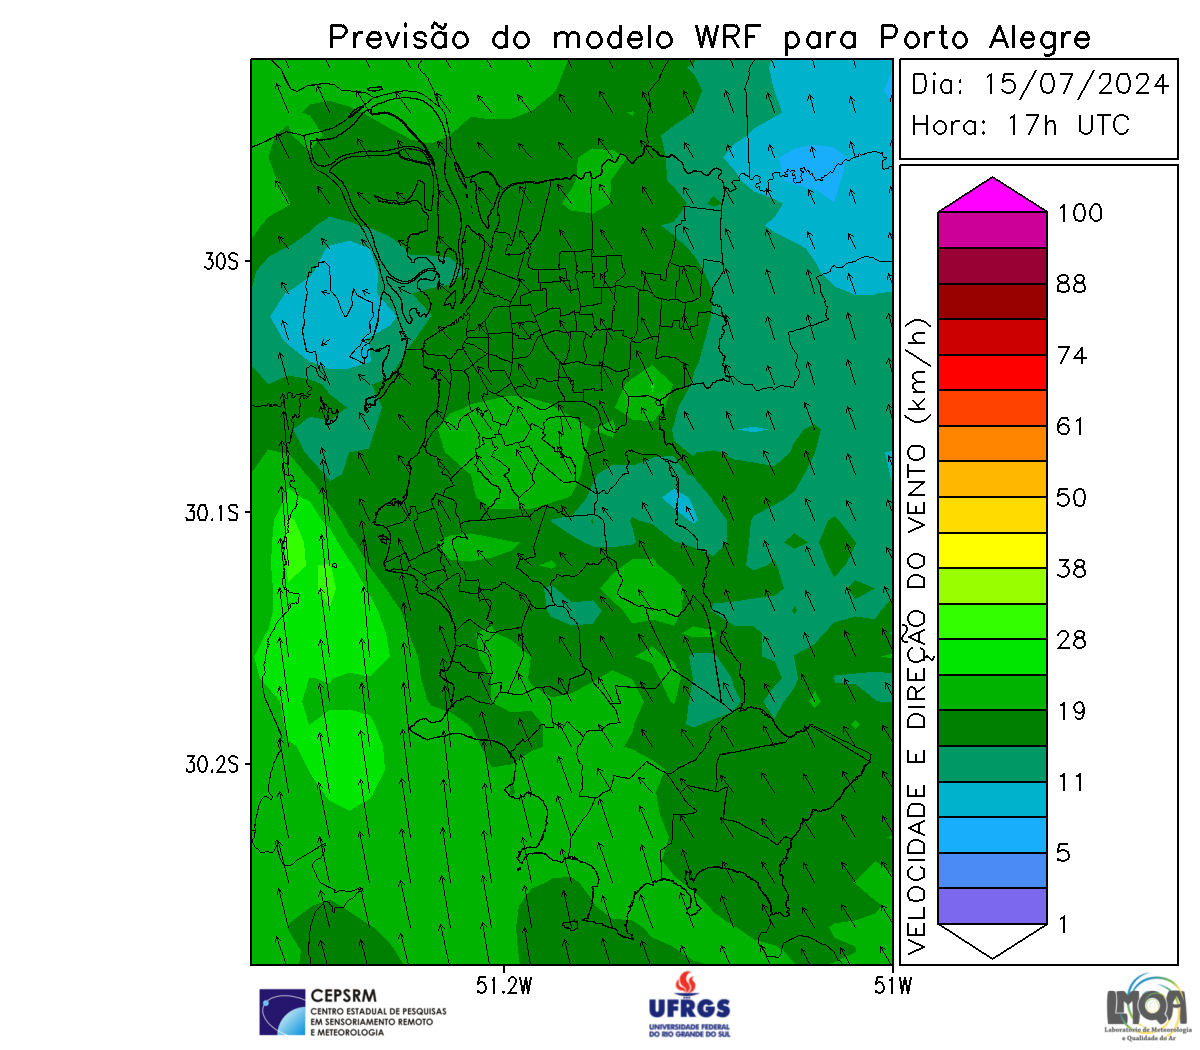 Previsão do modelo WRF para Porto Alegre
Dia: 15/07/2024
Hora: 17h UTC
30S
30.1S
30.2S
51.2W
51W
VELOCIDADE E DIREÇÃO DO VENTO (km/h)
100
88
74
61
50
38
28
19
11
5
1
CEPSRM
CENTRO ESTADUAL DE PESQUISAS
EM SENSORIAMENTO REMOTO
E METEOROLOGIA
UFRGS
UNIVERSIDADE FEDERAL
DO RIO GRANDE DO SUL
LMQA
Laboratório de Meteorologia
e Qualidade do Ar